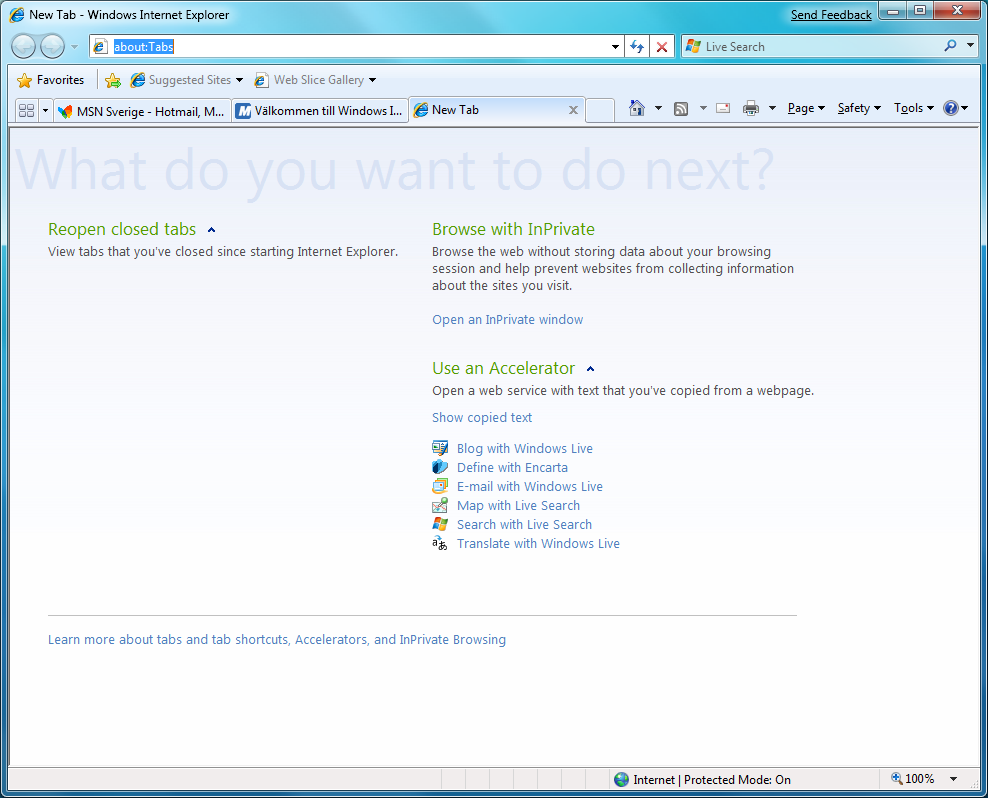 New Tab - Windows Internet Explorer
Send Feedback
about:Tabs
Live Search
Favorites
Suggested Sites
Web Slice Gallery
MSN Sverige - Hotmail, M...
Välkommen till Windows I...
New Tab
Page
Safety
Tools
What do you want to do next?
Reopen closed tabs
View tabs that you've closed since starting Internet Explorer.
Browse with InPrivate
Browse the web without storing data about your browsing
session and help prevent websites from collecting information
about the sites you visit.
Open an InPrivate window
Use an Accelerator
Open a web service with text that you've copied from a webpage.
Show copied text
Blog with Windows Live
Define with Encarta
E-mail with Windows Live
Map with Live Search
Search with Live Search
Translate with Windows Live
Learn more about tabs and tab shortcuts, Accelerators, and InPrivate Browsing
Internet | Protected Mode: On
100%